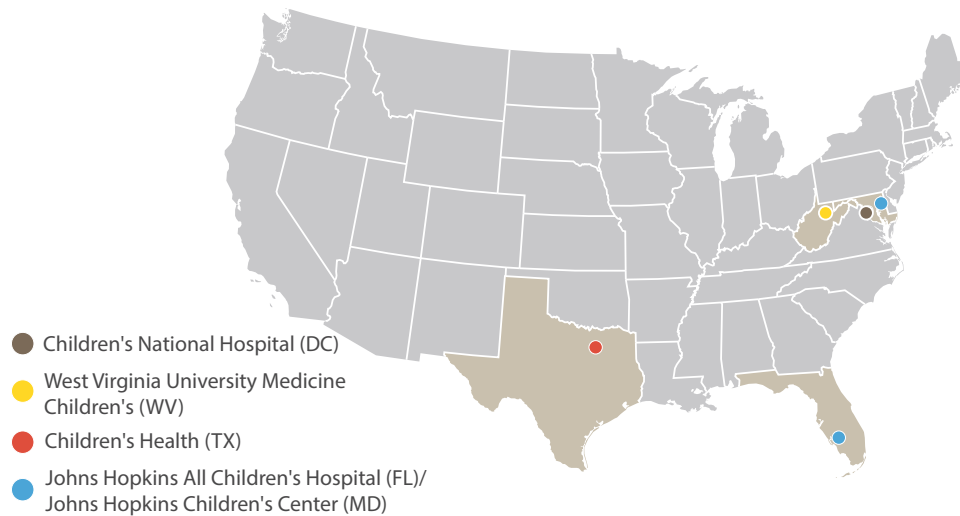 Children's National Hospital (DC)
West Virginia University Medicine
Children's (WV)
Children's Health (TX)
Johns Hopkins All Children's Hospital (FL)/
Johns Hopkins Children's Center (MD)